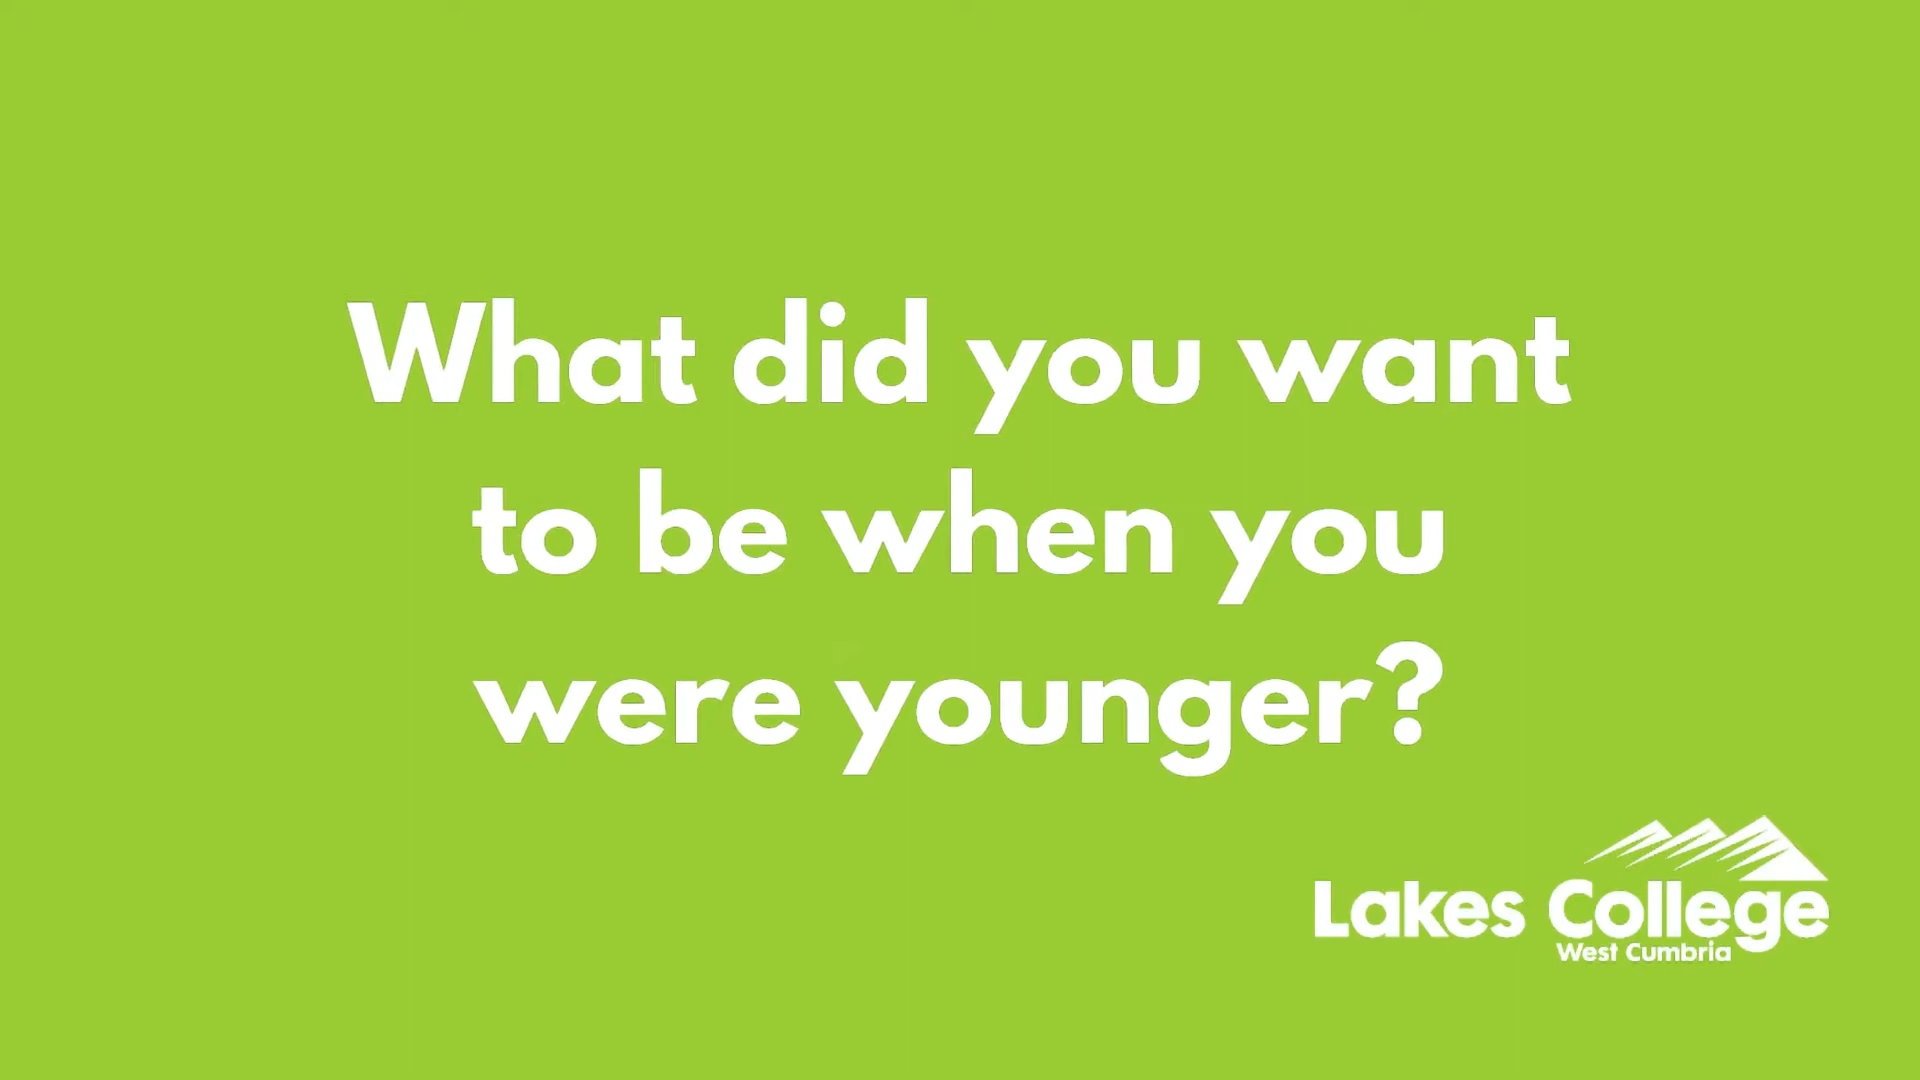 What did you want
to be when you
were younger?
Lakes College
West Cumbria